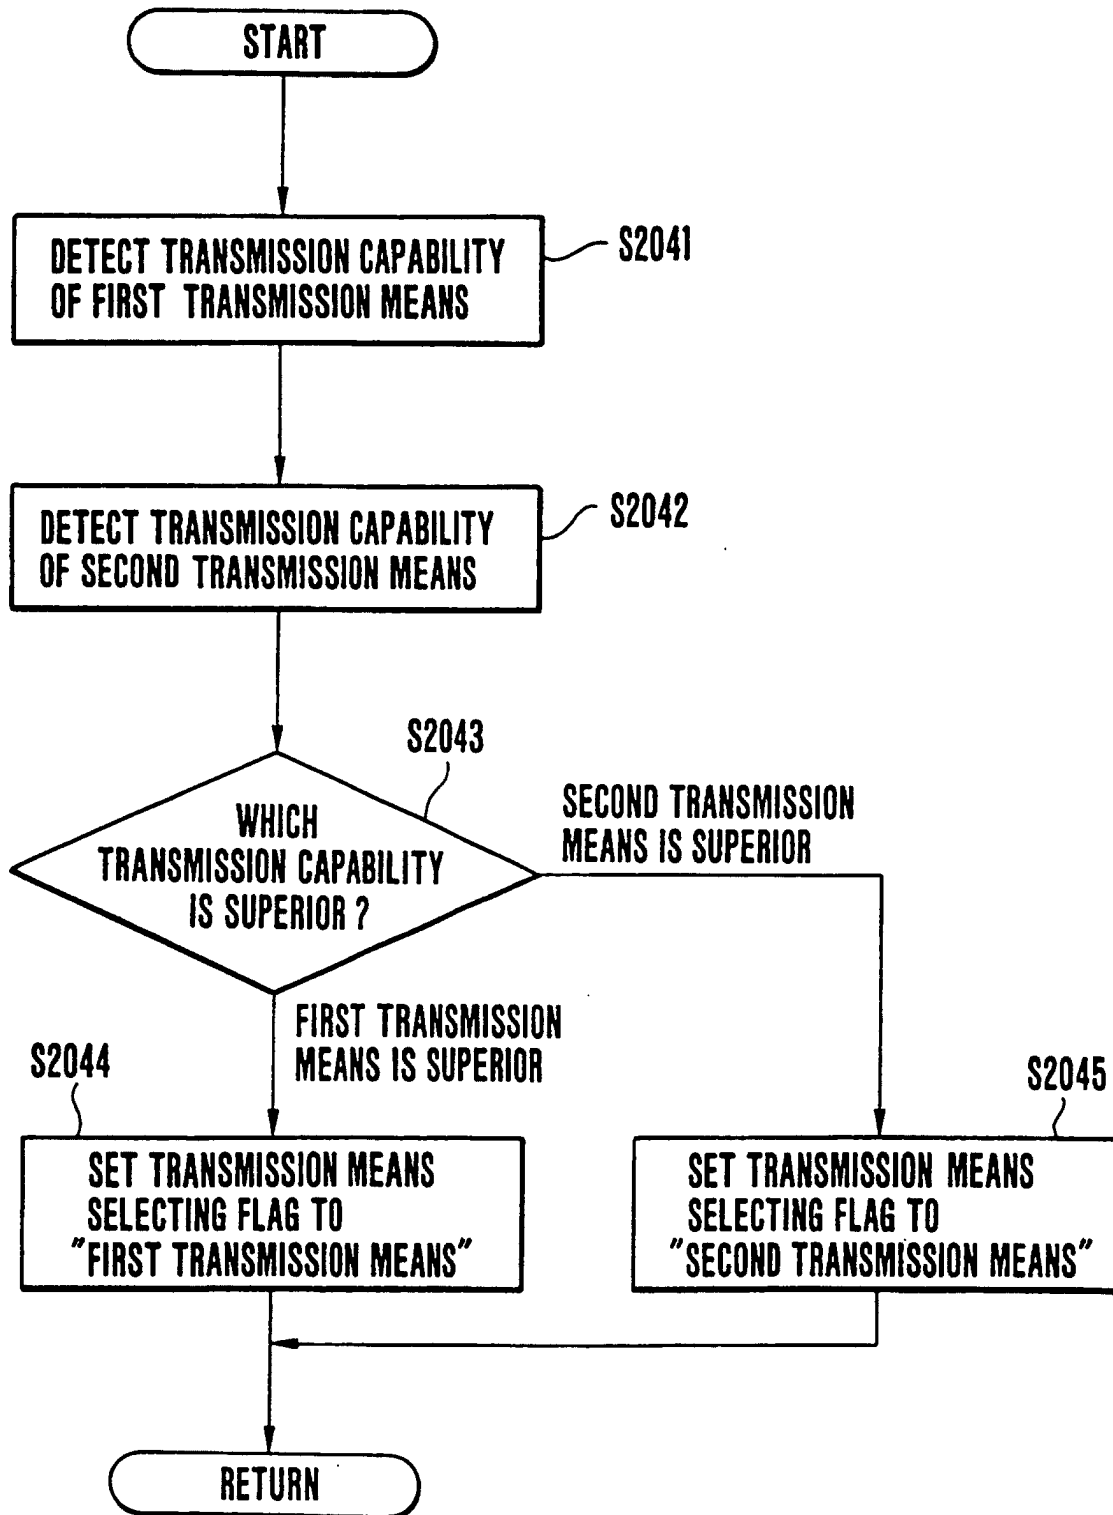 START
DETECT TRANSMISSION CAPABILITY
OF FIRST TRANSMISSION MEANS
S2041
DETECT TRANSMISSION CAPABILITY
OF SECOND TRANSMISSION MEANS
S2042
S2043
WHICH
TRANSMISSION CAPABILITY
IS SUPERIOR ?
SECOND TRANSMISSION
MEANS IS SUPERIOR
FIRST TRANSMISSION
MEANS IS SUPERIOR
S2044
SET TRANSMISSION MEANS
SELECTING FLAG TO
"FIRST TRANSMISSION MEANS"
S2045
SET TRANSMISSION MEANS
SELECTING FLAG TO
"SECOND TRANSMISSION MEANS"
RETURN